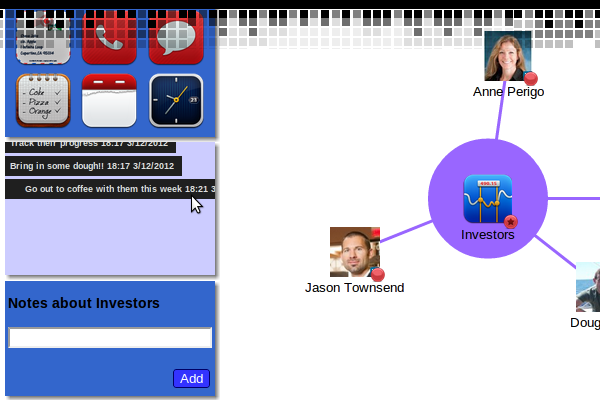 - Coke ✓
- Pizza ✓
- Orange ✓
23
Track their progress 18:17 3/12/2012
Bring in some dough!! 18:17 3/12/2012
Go out to coffee with them this week 18:21 3
Notes about Investors
Add
Anne Perigo
Investors
Jason Townsend
Doug